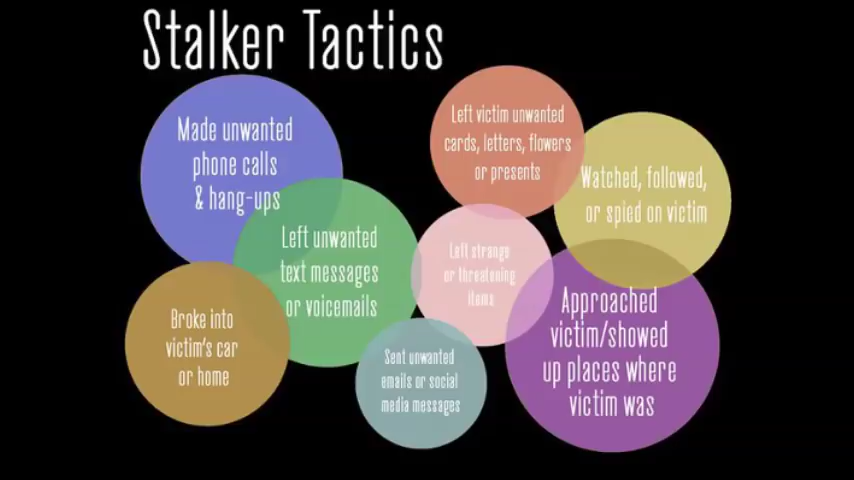 Stalker Tactics
Made unwanted
phone calls
& hang-ups
Left unwanted
text messages
or voicemails
Broke into
victim's car
or home
Left victim unwanted
cards, letters, flowers
or presents
Watched, followed,
or spied on victim
Left strange
or threatening
items
Sent unwanted
emails or social
media messages
Approached
victim/showed
up places where
victim was